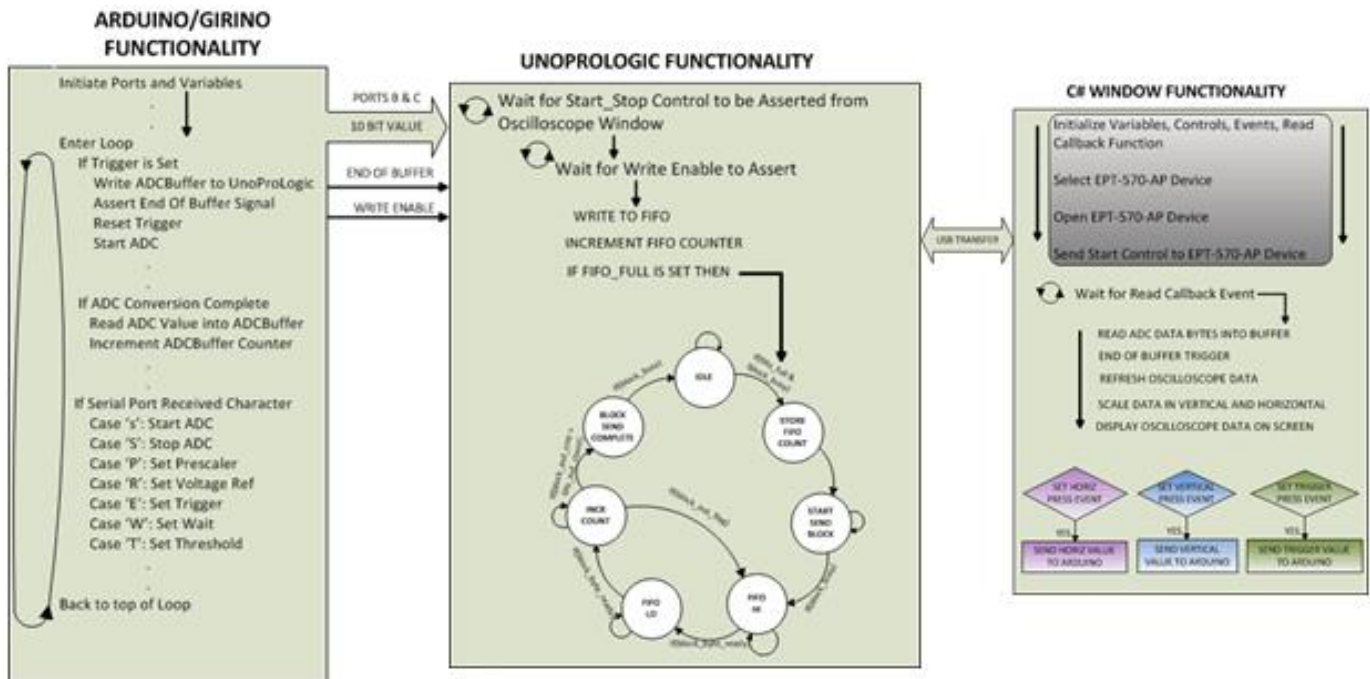 ARDUINO/GIRINO
FUNCTIONALITY
Initiate Ports and Variables
Enter Loop
If Trigger is Set
Write ADCBuffer to UnoProLogic
Assert End Of Buffer Signal
Reset Trigger
Start ADC
If ADC Conversion Complete
Read ADC Value into ADCBuffer
Increment ADCBuffer Counter
If Serial Port Received Character
Case 's': Start ADC
Case 'S': Stop ADC
Case 'P': Set Prescaler
Case 'R': Set Voltage Ref
Case 'E': Set Trigger
Case 'W': Set Wait
Case 'T': Set Threshold
Back to top of Loop
PORTS B & C
10 BIT VALUE
END OF BUFFER
WRITE ENABLE
UNOPROLOGIC FUNCTIONALITY
Wait for Start_Stop Control to be Asserted from
Oscilloscope Window
Wait for Write Enable to Assert
WRITE TO FIFO
INCREMENT FIFO COUNTER
IF FIFO_FULL IS SET THEN
IDLE
STORE
FIFO
COUNT
START
SEND
BLOCK
FIFO
HI
FIFO
LO
INCR
COUNT
BLOCK
SEND
COMPLETE
USB TRANSFER
C# WINDOW FUNCTIONALITY
Initialize Variables, Controls, Events, Read
Callback Function
Select EPT-570-AP Device
Open EPT-570-AP Device
Send Start Control to EPT-570-AP Device
Wait for Read Callback Event
READ ADC DATA BYTES INTO BUFFER
END OF BUFFER TRIGGER
REFRESH OSCILLOSCOPE DATA
SCALE DATA IN VERTICAL AND HORIZONTAL
DISPLAY OSCILLOSCOPE DATA ON SCREEN
SET HORIZ
PRESS EVENT
YES
SEND HORIZ VALUE
TO ARDUINO
SET VERTICAL
PRESS EVENT
YES
SEND VERTICAL
VALUE TO ARDUINO
SET TRIGGER
PRESS EVENT
YES
SEND TRIGGER VALUE
TO ARDUINO